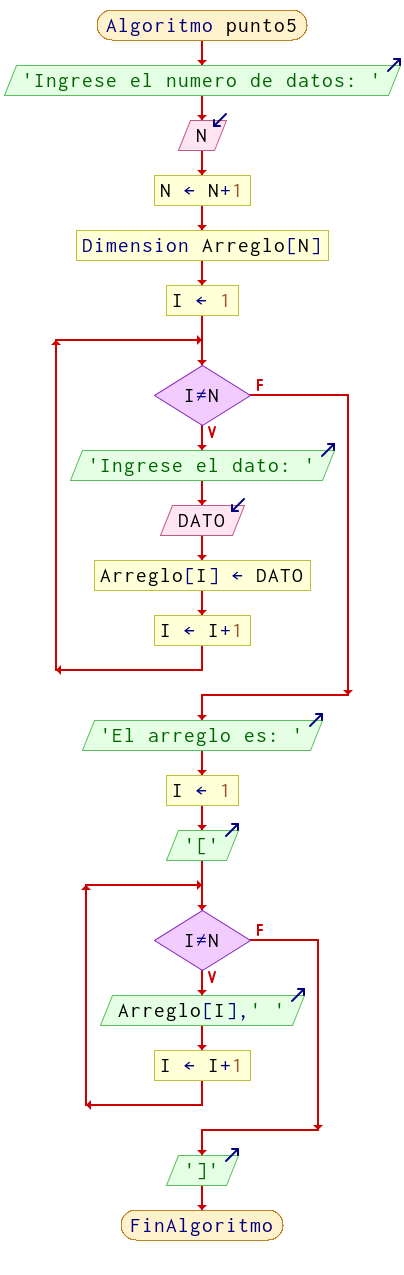 Algoritmo punto5
'Ingrese el numero de datos: '
N
N ← N+1
Dimension Arreglo[N]
I ← 1
I≠N
F
V
'Ingrese el dato: '
DATO
Arreglo[I] ← DATO
I ← I+1
'El arreglo es: '
I ← 1
'['
I≠N
F
V
Arreglo[I],' '
I ← I+1
']'
FinAlgoritmo